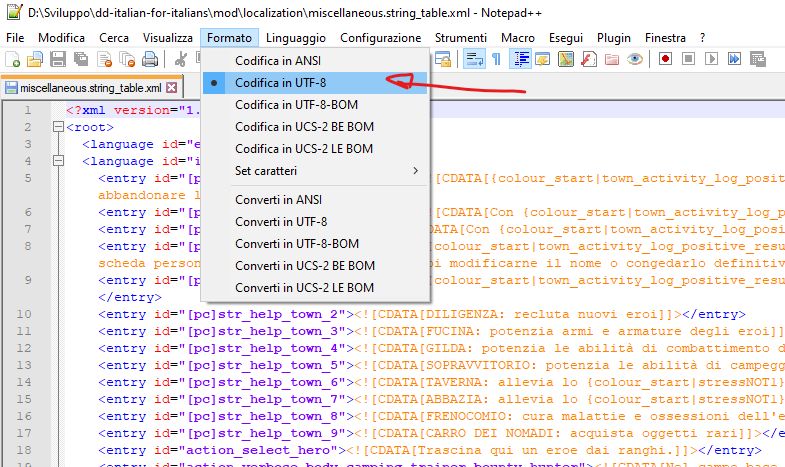 D:\Sviluppo\dd-italian-for-italians\mod\localization\miscellaneous.string_table.xml - Notepad++
File Modifica Cerca Visualizza Formato Linguaggio Configurazione Strumenti Macro Esegui Plugin Finestra ?
miscellaneous.string_table.xml
Codifica in ANSI
Codifica in UTF-8
Codifica in UTF-8-BOM
Codifica in UCS-2 BE BOM
Codifica in UCS-2 LE BOM
Set caratteri
Converti in ANSI
Converti in UTF-8
Converti in UTF-8-BOM
Converti in UCS-2 BE BOM
Converti in UCS-2 LE BOM
1 <?xml version="1.
2 <root>
3 <language id="e
4 <language id="i
5 <entry id="[p ![CDATA[{colour_start|town_activity_log_posit
abbandonare l
6 <entry id="[p ![CDATA[Con {colour_start|town_activity_log_
7 <entry id="[p DATA[Con {colour_start|town_activity_log_pos
8 <entry id="[p colour_start|town_activity_log_positive_resu
scheda person i modificarne il nome o congedarlo definitiv
9 <entry id="[p colour_start|town_activity_log_positive_resu
</entry>
10 <entry id="[pc]str_help_town_2"><![CDATA[DILIGENZA: recluta nuovi eroi]]></entry>
11 <entry id="[pc]str_help_town_3"><![CDATA[FUCINA: potenzia armi e armature degli eroi]]
12 <entry id="[pc]str_help_town_4"><![CDATA[GILDA: potenzia le abilità di combattimento d
13 <entry id="[pc]str_help_town_5"><![CDATA[SOPRAVVITORIO: potenzia le abilità di campegg
14 <entry id="[pc]str_help_town_6"><![CDATA[TAVERNA: allevia lo {colour_start|stressNOT1}
15 <entry id="[pc]str_help_town_7"><![CDATA[ABBAZIA: allevia lo {colour_start|stressNOT1}
16 <entry id="[pc]str_help_town_8"><![CDATA[FRENOCOMIO: cura malattie e ossessioni dell'e
17 <entry id="[pc]str_help_town_9"><![CDATA[CARRO DEI NOMADI: acquista oggetti rari]]></e
18 <entry id="action_select_hero"><![CDATA[Trascina qui un eroe dai ranghi.]]></entry>